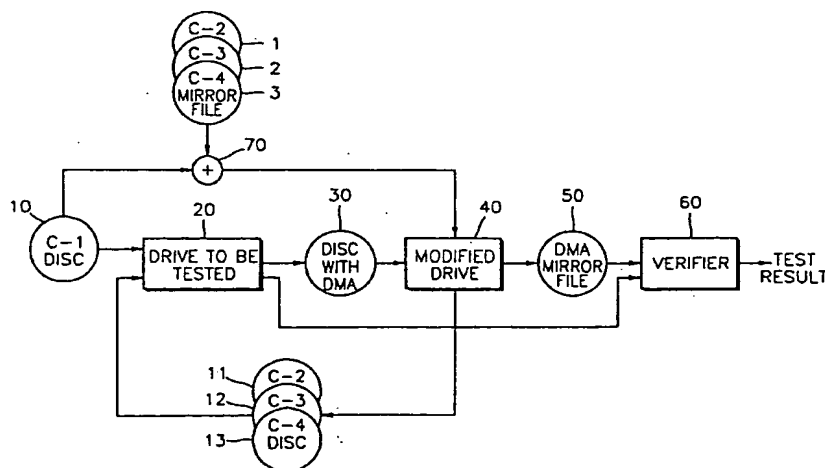 C-2
1
C-3
2
C-4
MIRROR
FILE
3
70
+
10
20
30
40
50
60
C-1
DISC
DRIVE TO BE
TESTED
DISC
WITH
DMA
MODIFIED
DRIVE
DMA
MIRROR
FILE
VERIFIER
TEST
RESULT
11
C-2
12
C-3
13
C-4
DISC